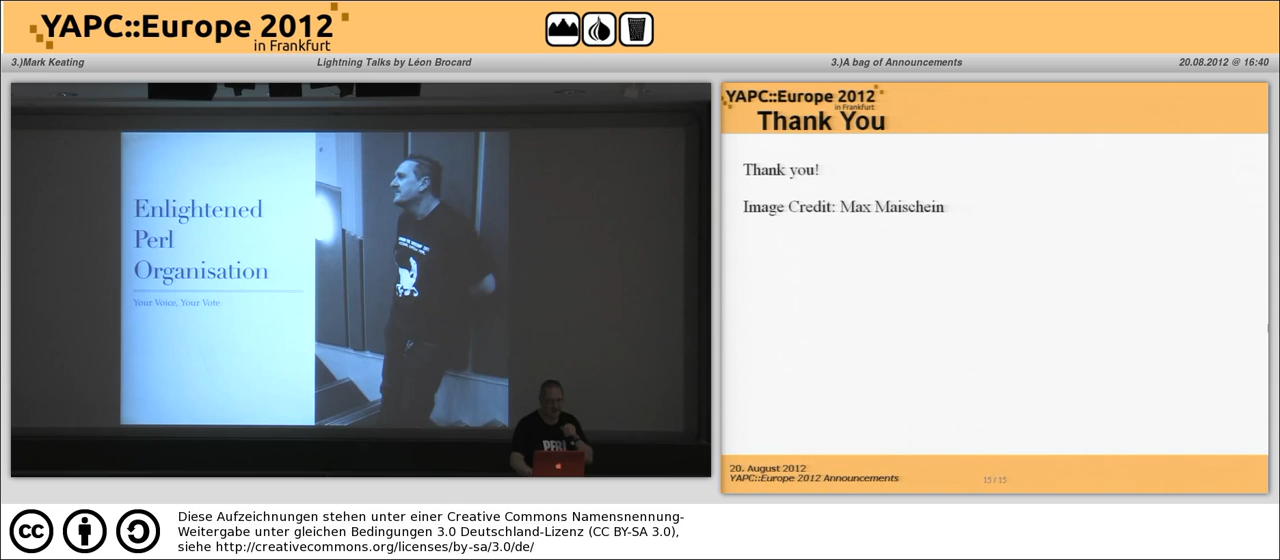 YAPC::Europe 2012
in Frankfurt
3.)Mark Keating
Lightning Talks by Léon Brocard
3.)A bag of Announcements
20.08.2012 @ 16:40
Enlightened
Perl
Organisation
Your Voice, Your Vote
PERL
YAPC::Europe 2012
in Frankfurt
Thank You
Thank you!
Image Credit: Max Maischein
20. August 2012
YAPC::Europe 2012 Announcements
15 / 15
cc
Diese Aufzeichnungen stehen unter einer Creative Commons Namensnennung-
Weitergabe unter gleichen Bedingungen 3.0 Deutschland-Lizenz (CC BY-SA 3.0),
siehe http://creativecommons.org/licenses/by-sa/3.0/de/